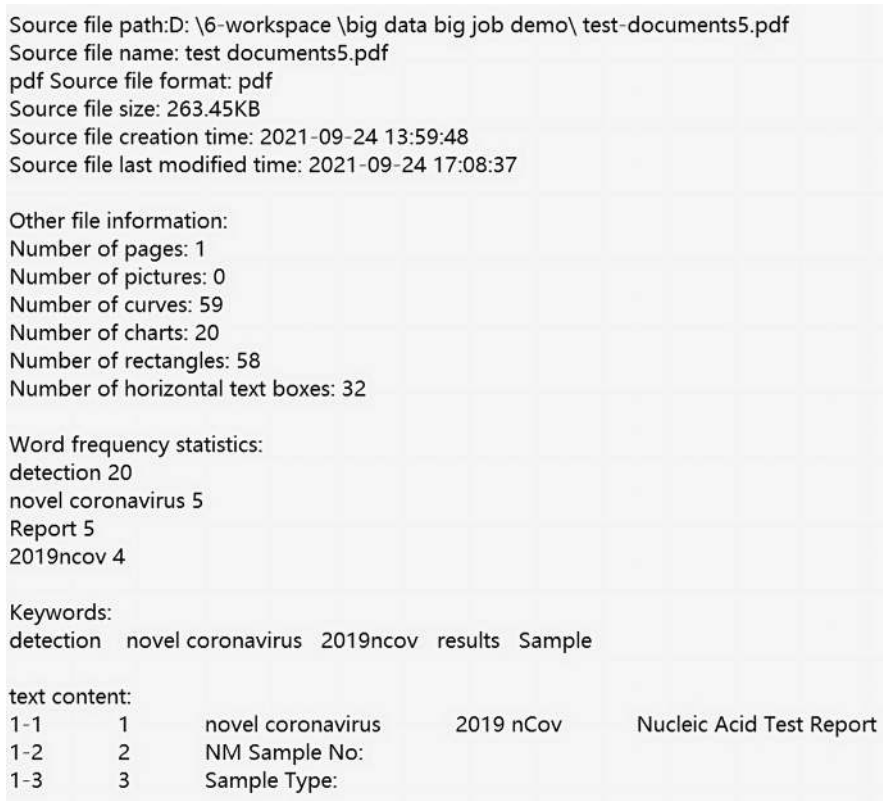 Source file path:D: \6-workspace \big data big job demo\ test-documents5.pdf
Source file name: test documents5.pdf
pdf Source file format: pdf
Source file size: 263.45KB
Source file creation time: 2021-09-24 13:59:48
Source file last modified time: 2021-09-24 17:08:37
Other file information:
Number of pages: 1
Number of pictures: 0
Number of curves: 59
Number of charts: 20
Number of rectangles: 58
Number of horizontal text boxes: 32
Word frequency statistics:
detection 20
novel coronavirus 5
Report 5
2019ncov 4
Keywords:
detection novel coronavirus 2019ncov results Sample
text content:
1-1 1 novel coronavirus 2019 nCov Nucleic Acid Test Report
1-2 2 NM Sample No:
1-3 3 Sample Type: